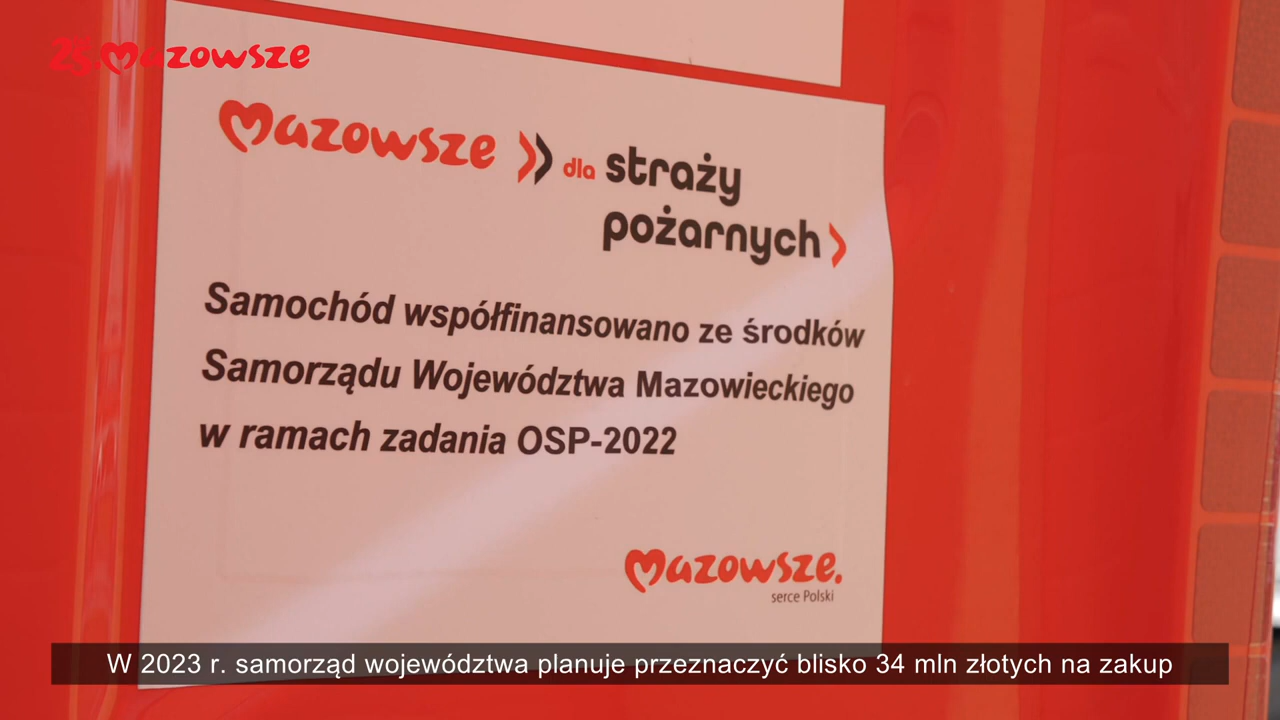 25 Mazowsze
Mazowsze dla straży
pożarnych
Samochód współfinansowano ze środków
Samorządu Województwa Mazowieckiego
w ramach zadania OSP-2022
Mazowsze.
serce Polski
W 2023 r. samorząd województwa planuje przeznaczyć blisko 34 mln złotych na zakup